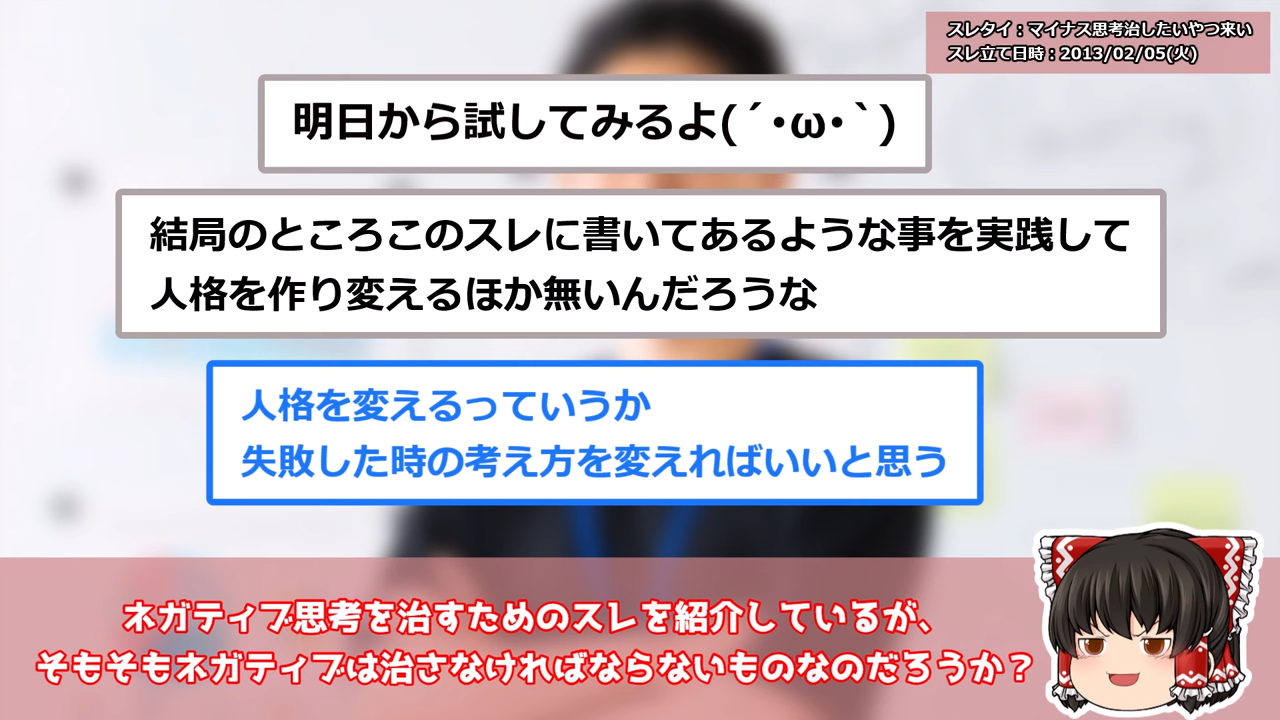 スレタイ：マイナス思考治したいやつ来い
スレ立て日時：2013/02/05(火)
明日から試してみるよ(´･ω･`)
結局のところこのスレに書いてあるような事を実践して
人格を作り変えるほか無いんだろうな
人格を変えるっていうか
失敗した時の考え方を変えればいいと思う
ネガティブ思考を治すためのスレを紹介しているが、
そもそもネガティブは治さなければならないものなのだろうか？